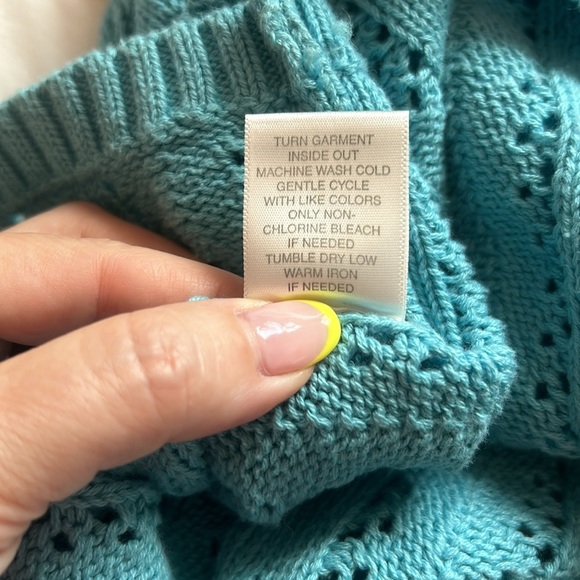 TURN GARMENT
INSIDE OUT
MACHINE WASH COLD
GENTLE CYCLE
WITH LIKE COLORS
ONLY NON-
CHLORINE BLEACH
IF NEEDED
TUMBLE DRY LOW
WARM IRON
IF NEEDED